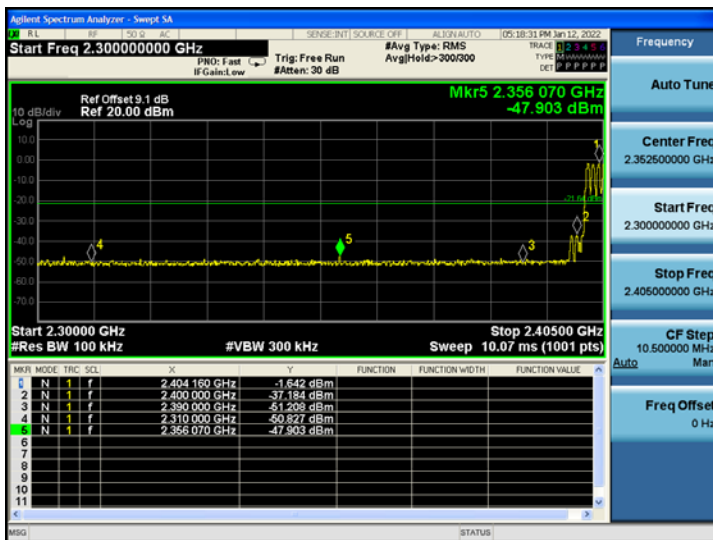 Agilent Spectrum Analyzer - Swept SA
RL RF 50 Ω AC SENSE:INT SOURCE OFF ALIGN AUTO 05:18:31 PM Jan 12, 2022
Start Freq 2.300000000 GHz
PNO: Fast
IFGain:Low
Trig: Free Run
#Atten: 30 dB
#Avg Type: RMS
Avg|Hold:>300/300
TRACE 1 2 3 4 5 6
TYPE M
DET P P P P P P
Ref Offset 9.1 dB
Ref 20.00 dBm
10 dB/div
Log
Mkr5 2.356 070 GHz
-47.903 dBm
10.0
0.00
-10.0
-20.0
-30.0
-40.0
-50.0
-60.0
-70.0
1
2
3
4
5
Start 2.30000 GHz
Stop 2.40500 GHz
#Res BW 100 kHz
#VBW 300 kHz
Sweep 10.07 ms (1001 pts)
MKR MODE TRC SCL X Y FUNCTION FUNCTION WIDTH FUNCTION VALUE
1 N 1 f 2.404 160 GHz -1.642 dBm
2 N 1 f 2.400 000 GHz -37.184 dBm
3 N 1 f 2.390 000 GHz -51.208 dBm
4 N 1 f 2.310 000 GHz -50.827 dBm
5 N 1 f 2.356 070 GHz -47.903 dBm
6
7
8
9
10
11
MSG
STATUS
Frequency
Auto Tune
Center Freq
2.352500000 GHz
Start Freq
2.300000000 GHz
Stop Freq
2.405000000 GHz
CF Step
10.500000 MHz
Auto Man
Freq Offset
0 Hz